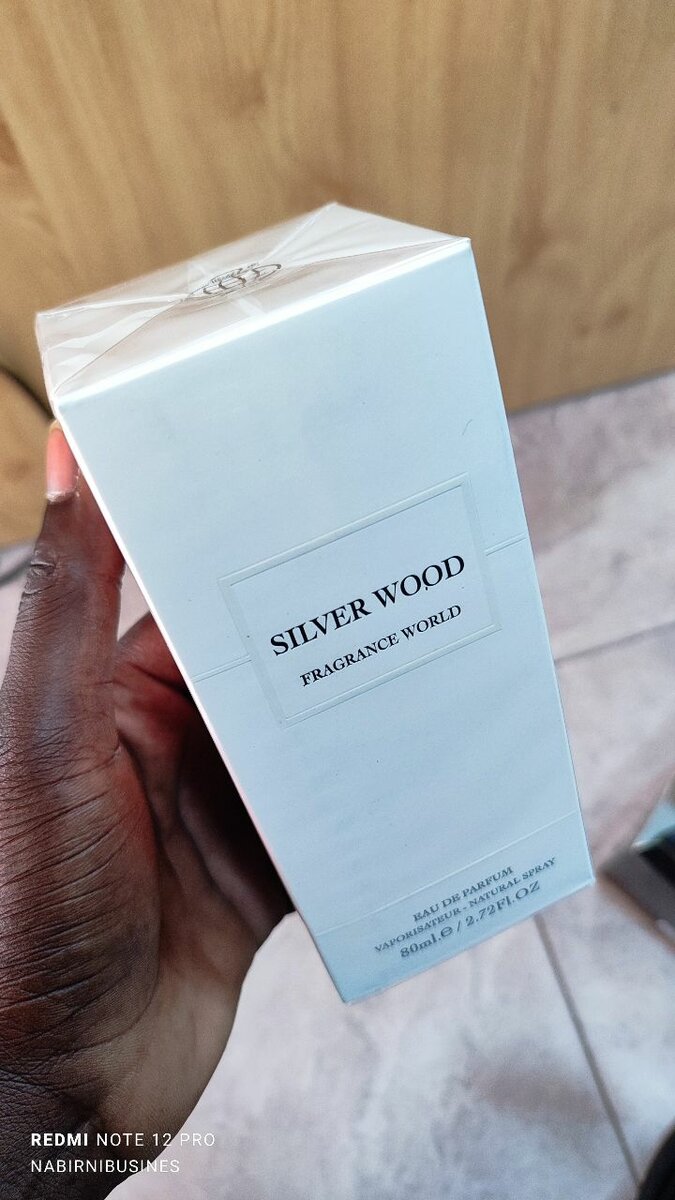 SILVER WOOD
FRAGRANCE WORLD
EAU DE PARFUM
VAPORISATEUR - NATURAL SPRAY
80ml.℮ / 2.72Fl.OZ
REDMI NOTE 12 PRO
NABIRNIBUSINES